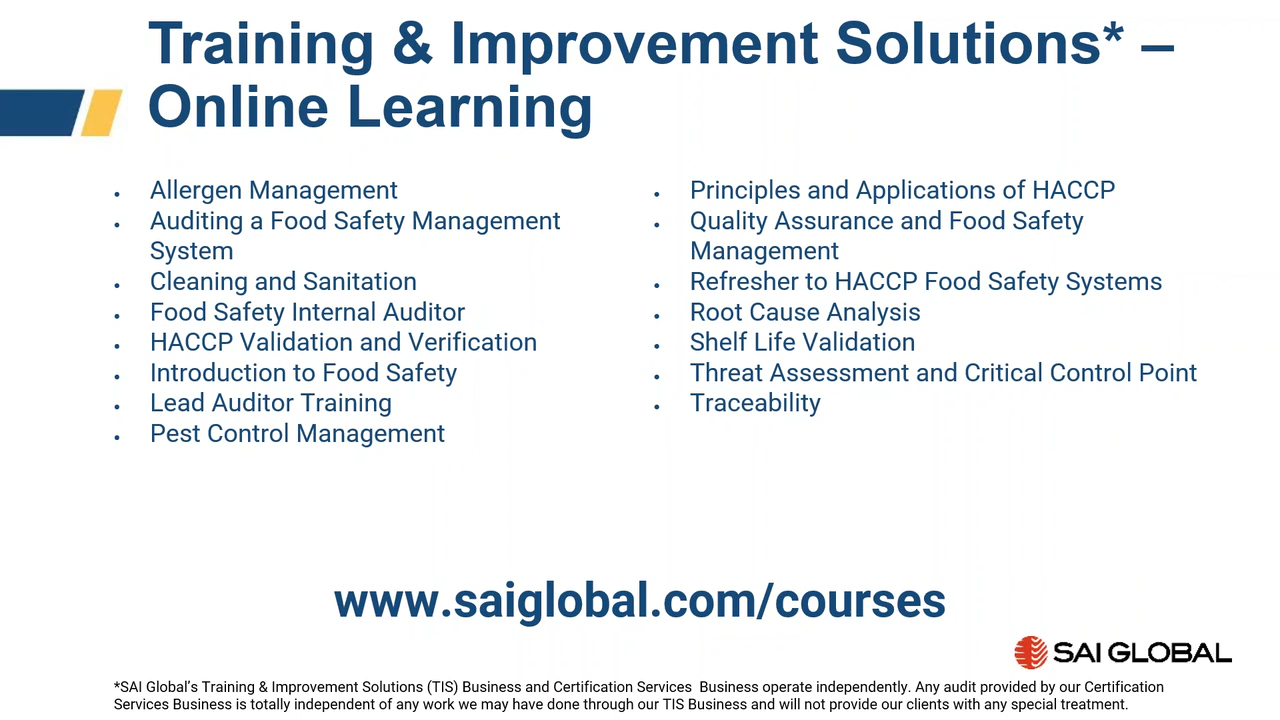 Training & Improvement Solutions* –
Online Learning
• Allergen Management
• Auditing a Food Safety Management
System
• Cleaning and Sanitation
• Food Safety Internal Auditor
• HACCP Validation and Verification
• Introduction to Food Safety
• Lead Auditor Training
• Pest Control Management
• Principles and Applications of HACCP
• Quality Assurance and Food Safety
Management
• Refresher to HACCP Food Safety Systems
• Root Cause Analysis
• Shelf Life Validation
• Threat Assessment and Critical Control Point
• Traceability
www.saiglobal.com/courses
SAI GLOBAL
*SAI Global’s Training & Improvement Solutions (TIS) Business and Certification Services  Business operate independently. Any audit provided by our Certification
Services Business is totally independent of any work we may have done through our TIS Business and will not provide our clients with any special treatment.